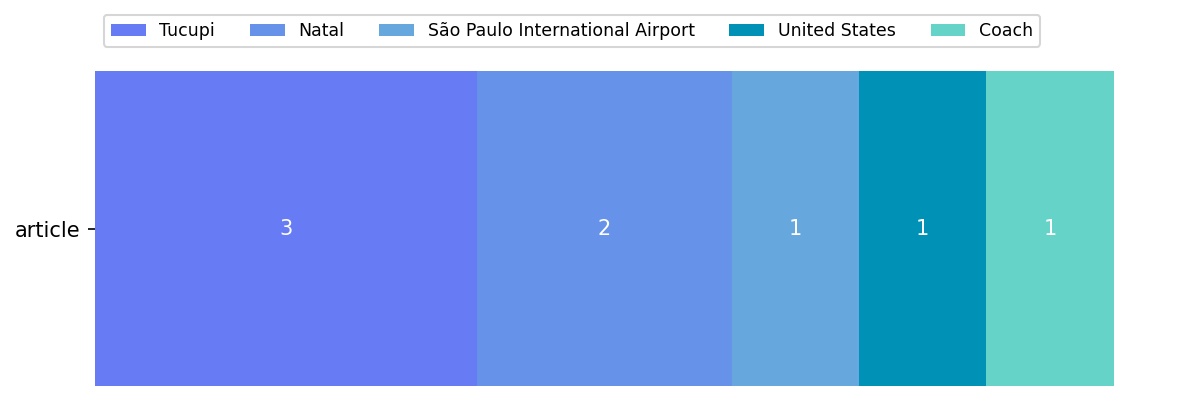 Tucupi Natal São Paulo International Airport United States Coach
article 3 2 1 1 1